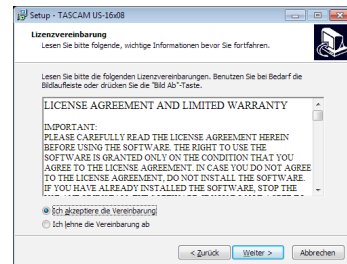 Setup - TASCAM US-16x08
Lizenzvereinbarung
Lesen Sie bitte folgende, wichtige Informationen bevor Sie fortfahren.
Lesen Sie bitte die folgenden Lizenzvereinbarungen. Benutzen Sie bei Bedarf die
Bildlaufleiste oder drücken Sie die "Bild Ab"-Taste.
LICENSE AGREEMENT AND LIMITED WARRANTY
IMPORTANT:
PLEASE CAREFULLY READ THE LICENSE AGREEMENT HEREIN
BEFORE USING THE SOFTWARE. THE RIGHT TO USE THE
SOFTWARE IS GRANTED ONLY ON THE CONDITION THAT YOU
AGREE TO THE LICENSE AGREEMENT. IN CASE YOU DO NOT AGREE
TO THE LICENSE AGREEMENT, DO NOT INSTALL THE SOFTWARE.
IF YOU HAVE ALREADY INSTALLED THE SOFTWARE, STOP THE
Ich akzeptiere die Vereinbarung
Ich lehne die Vereinbarung ab
< Zurück
Weiter >
Abbrechen